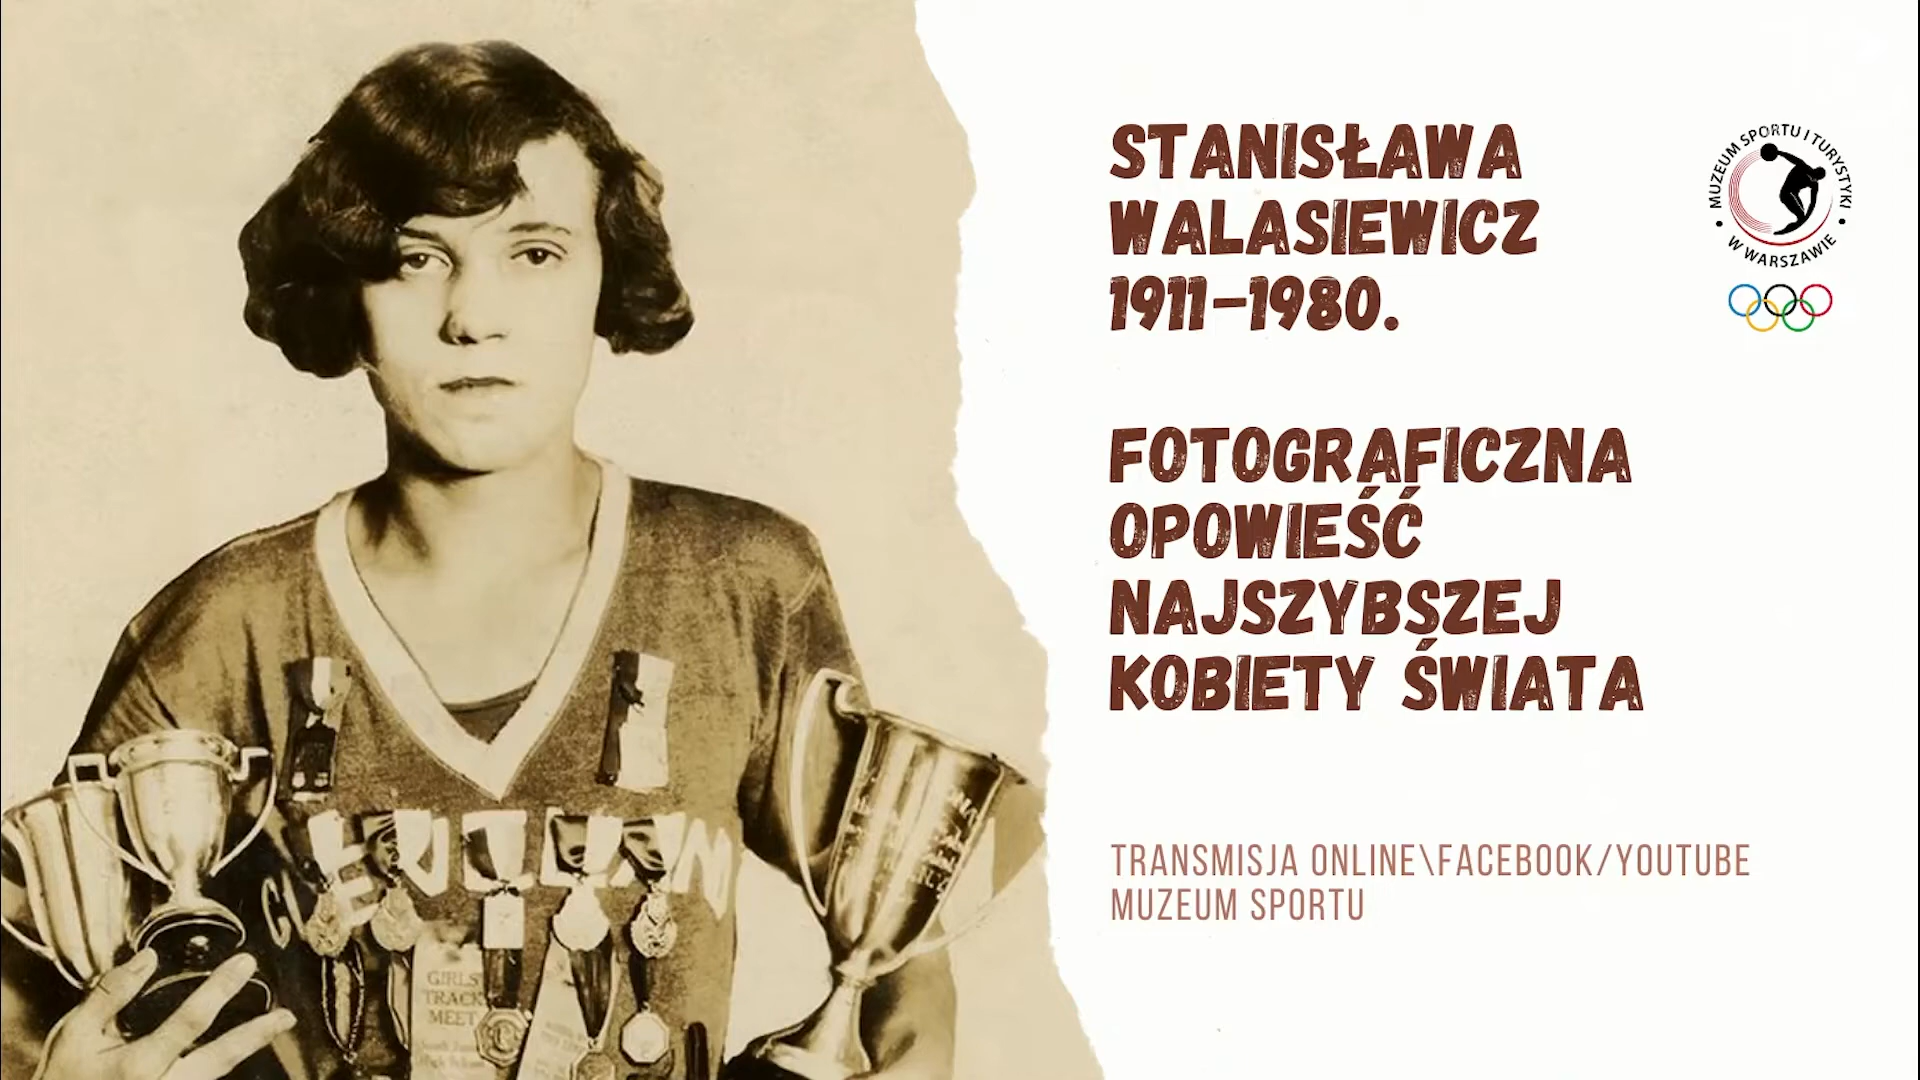 STANISŁAWA
WALASIEWICZ
1911-1980.
FOTOGRAFICZNA
OPOWIEŚĆ
NAJSZYBSZEJ
KOBIETY ŚWIATA
TRANSMISJA ONLINE\FACEBOOK/YOUTUBE
MUZEUM SPORTU
• MUZEUM SPORTU I TURYSTYKI •
W WARSZAWIE
GIRLS'
TRACK
MEET